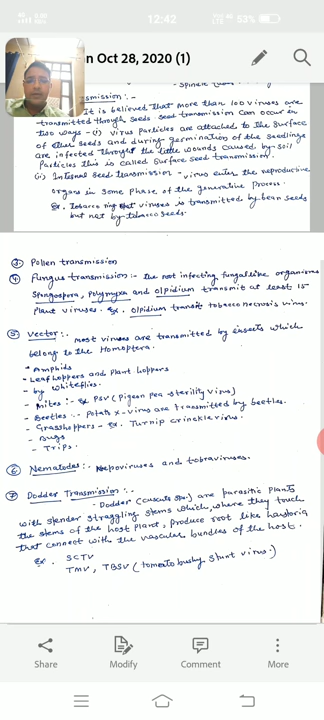 12:42
4G 53%
n Oct 28, 2020 (1)
smission :-
It is believed that more than 100 viruses are
transmitted through seeds. Seed transmission can occur in
two ways - (i) Virus Particles are attached to the Surface
of the Seeds and during germination of the Seedlings
are infected throught the little wounds caused by Soil
Particles this is called Surface Seed transmission.
(ii) Internal Seed transmission - virus enter the reproductive
organs in Some Phase of the generative Process.
Ex. Tobacco ring spot viruses is transmitted by bean seeds
but not by tobacco seeds.
③ Pollen transmission
④ Fungus transmission :- the root infecting fungal like organisms
Spongospora, Polymyxa and Olpidium transmit at least 15
Plant viruses. Ex. Olpidium transit tobacco necrosis virus.
⑤ Vector :- Most viruses are transmitted by insects which
belong to the Homoptera.
- Amphids
- Leaf hoppers and Plant hoppers
- by whiteflies
- Mites :- Ex PSV (Pigeon Pea sterility virus)
- Beetles :- Potato x-virus are transmitted by beetles.
- Grasshoppers - Ex. Turnip crinckle virus.
- Bugs
- Trips.
⑥ Nematodes :- Nepoviruses and tobraviruses.
⑦ Dodder Transmission :-
- Dodder (Cuscuta Spp.) are parasitic Plants
with slender straggling stems which, where they touch
the stems of the host plant, produce root like haustoria
that connect with the vascular bundles of the host.
Ex. SCTV
TMV, TBSV (tomato bushy Stunt virus.)
Share
Modify
Comment
More